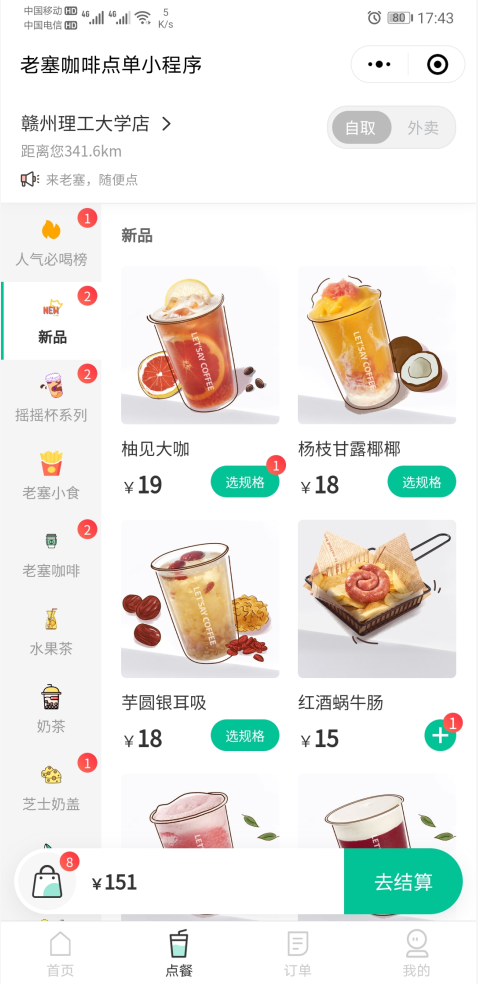 中国移动 HD 4G 4G 5 80 17:43
中国电信 HD K/s
老塞咖啡点单小程序
赣州理工大学店
自取 外卖
距离您341.6km
来老塞，随便点
1
人气必喝榜
2
NEW
新品
2
摇摇杯系列
老塞小食
2
老塞咖啡
水果茶
奶茶
1
芝士奶盖
新品
LET'SAY COFFEE
柚见大咖
¥19
选规格
1
LET'SAY COFFEE
杨枝甘露椰椰
¥18
选规格
LET'SAY COFFEE
芋圆银耳吸
¥18
选规格
红酒蜗牛肠
¥15
1
8
¥151
去结算
首页 点餐 订单 我的